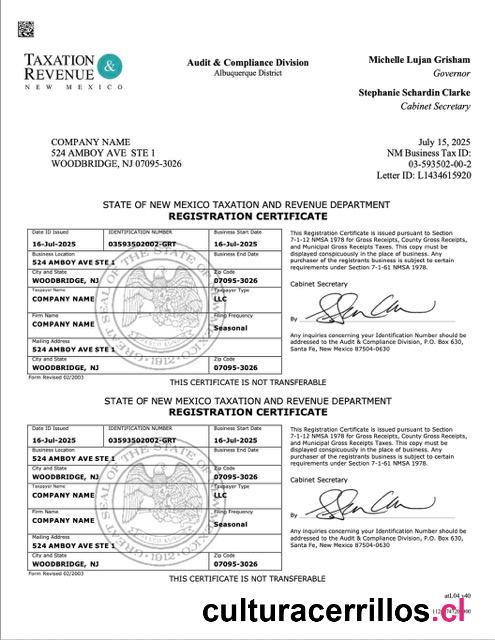 TAXATION
& REVENUE
NEW MEXICO
Audit & Compliance Division
Albuquerque District
Michelle Lujan Grisham
Governor
Stephanie Schardin Clarke
Cabinet Secretary
COMPANY NAME
524 AMBOY AVE STE 1
WOODBRIDGE, NJ 07095-3026
July 15, 2025
NM Business Tax ID:
03-593502-00-2
Letter ID: L1434615920
STATE OF NEW MEXICO TAXATION AND REVENUE DEPARTMENT
REGISTRATION CERTIFICATE
Date ID Issued IDENTIFICATION NUMBER Business Start Date
16-Jul-2025 03593502002-GRT 16-Jul-2025
Business Location Business End Date
524 AMBOY AVE STE 1
City and State Zip Code
WOODBRIDGE, NJ 07095-3026
Taxpayer Name Taxpayer Type
COMPANY NAME LLC
Firm Name Filing Frequency
COMPANY NAME Seasonal
Mailing Address
524 AMBOY AVE STE 1
City and State Zip Code
WOODBRIDGE, NJ 07095-3026
Form Revised 02/2003
This Registration Certificate is issued pursuant to Section
7-1-12 NMSA 1978 for Gross Receipts, County Gross Receipts,
and Municipal Gross Receipts Taxes. This copy must be
displayed conspicuously in the place of business. Any
purchaser of the registrants business is subject to certain
requirements under Section 7-1-61 NMSA 1978.
Cabinet Secretary
By
Any inquiries concerning your Identification Number should be
addressed to the Audit & Compliance Division, P.O. Box 630,
Santa Fe, New Mexico 87504-0630
THIS CERTIFICATE IS NOT TRANSFERABLE
STATE OF NEW MEXICO TAXATION AND REVENUE DEPARTMENT
REGISTRATION CERTIFICATE
Date ID Issued IDENTIFICATION NUMBER Business Start Date
16-Jul-2025 03593502002-GRT 16-Jul-2025
Business Location Business End Date
524 AMBOY AVE STE 1
City and State Zip Code
WOODBRIDGE, NJ 07095-3026
Taxpayer Name Taxpayer Type
COMPANY NAME LLC
Firm Name Filing Frequency
COMPANY NAME Seasonal
Mailing Address
524 AMBOY AVE STE 1
City and State Zip Code
WOODBRIDGE, NJ 07095-3026
Form Revised 02/2003
This Registration Certificate is issued pursuant to Section
7-1-12 NMSA 1978 for Gross Receipts, County Gross Receipts,
and Municipal Gross Receipts Taxes. This copy must be
displayed conspicuously in the place of business. Any
purchaser of the registrants business is subject to certain
requirements under Section 7-1-61 NMSA 1978.
Cabinet Secretary
By
Any inquiries concerning your Identification Number should be
addressed to the Audit & Compliance Division, P.O. Box 630,
Santa Fe, New Mexico 87504-0630
THIS CERTIFICATE IS NOT TRANSFERABLE
atL04 v40
culturacerrillos.cl